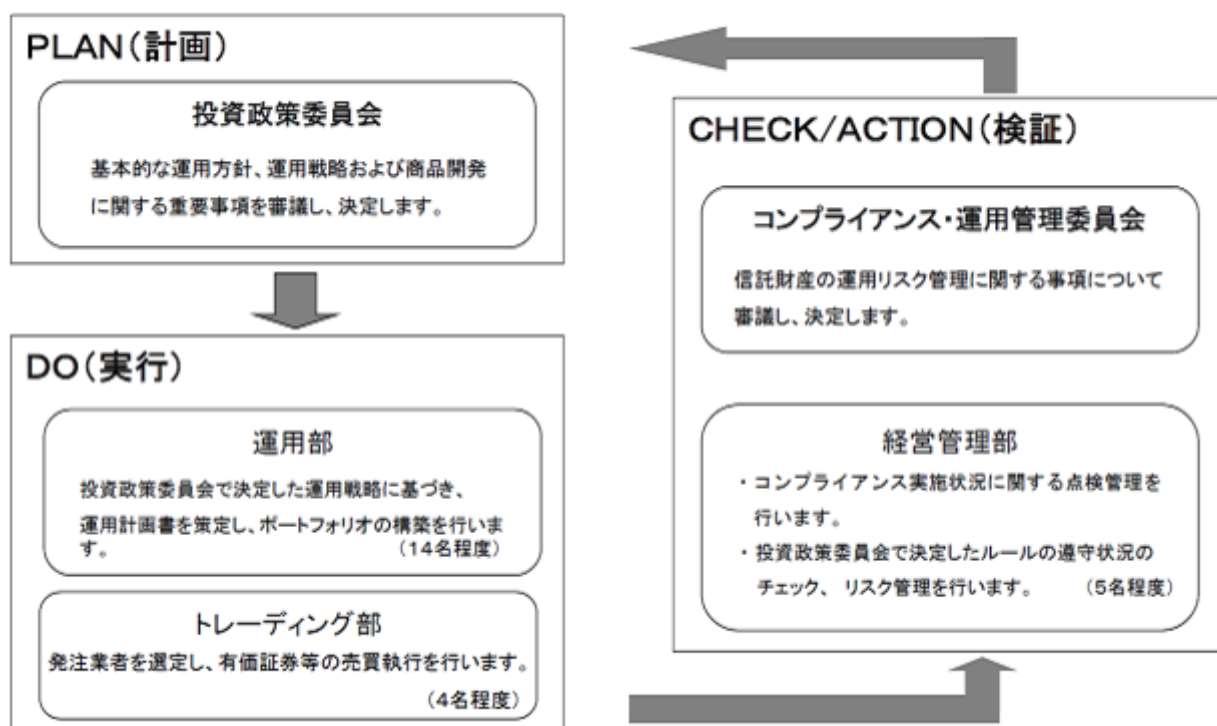 PLAN(計画)
投資政策委員会
基本的な運用方針、運用戦略および商品開発
に関する重要事項を審議し、決定します。
DO(実行)
運用部
投資政策委員会で決定した運用戦略に基づき、
運用計画書を策定し、ポートフォリオの構築を行いま
す。 (14名程度)
トレーディング部
発注業者を選定し、有価証券等の売買執行を行います。
(4名程度)
CHECK/ACTION(検証)
コンプライアンス・運用管理委員会
信託財産の運用リスク管理に関する事項について
審議し、決定します。
経営管理部
・コンプライアンス実施状況に関する点検管理を
行います。
・投資政策委員会で決定したルールの遵守状況の
チェック、 リスク管理を行います。 (5名程度)